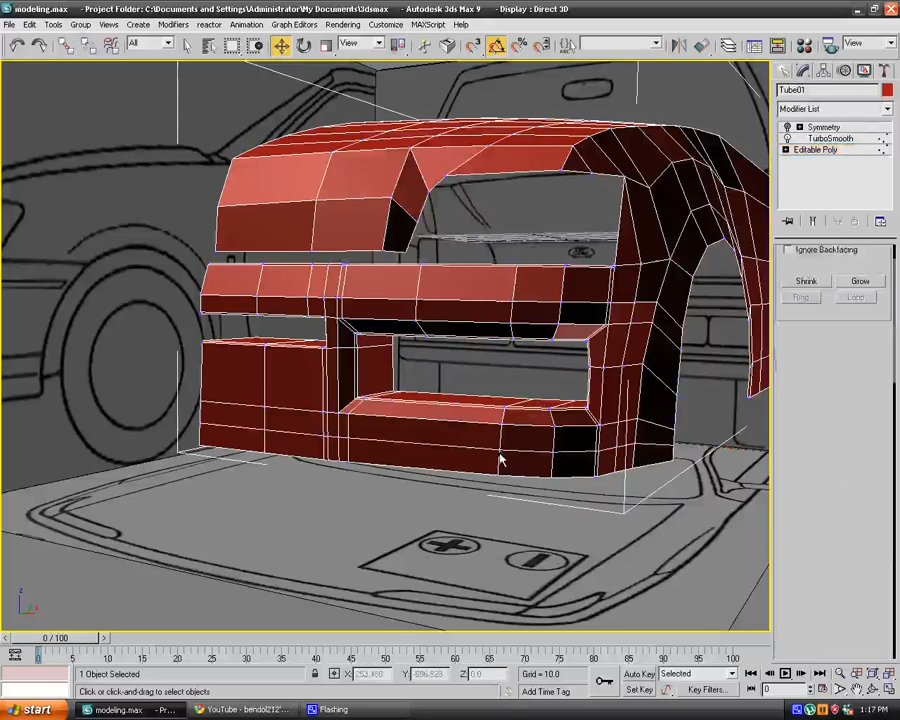 modeling.max - Project Folder: C:\Documents and Settings\Administrator\My Documents\3dsmax - Autodesk 3ds Max 9 - Display : Direct 3D
File Edit Tools Group Views Create Modifiers reactor Animation Graph Editors Rendering Customize MAXScript Help
All View View
Tube01
Modifier List
Symmetry
TurboSmooth
Editable Poly
Ignore Backfacing
Shrink Grow
Ring Loop
z
x
0 / 100
0 5 10 15 20 25 30 35 40 45 50 55 60 65 70 75 80 85 90 95 100
1 Object Selected X: Y: Z: 0.0 Grid = 10.0 Auto Key Selected
Click or click-and-drag to select objects Add Time Tag Set Key Key Filters... 0
start modeling.max - Pr... YouTube - bendol212'... Flashing 1:17 PM